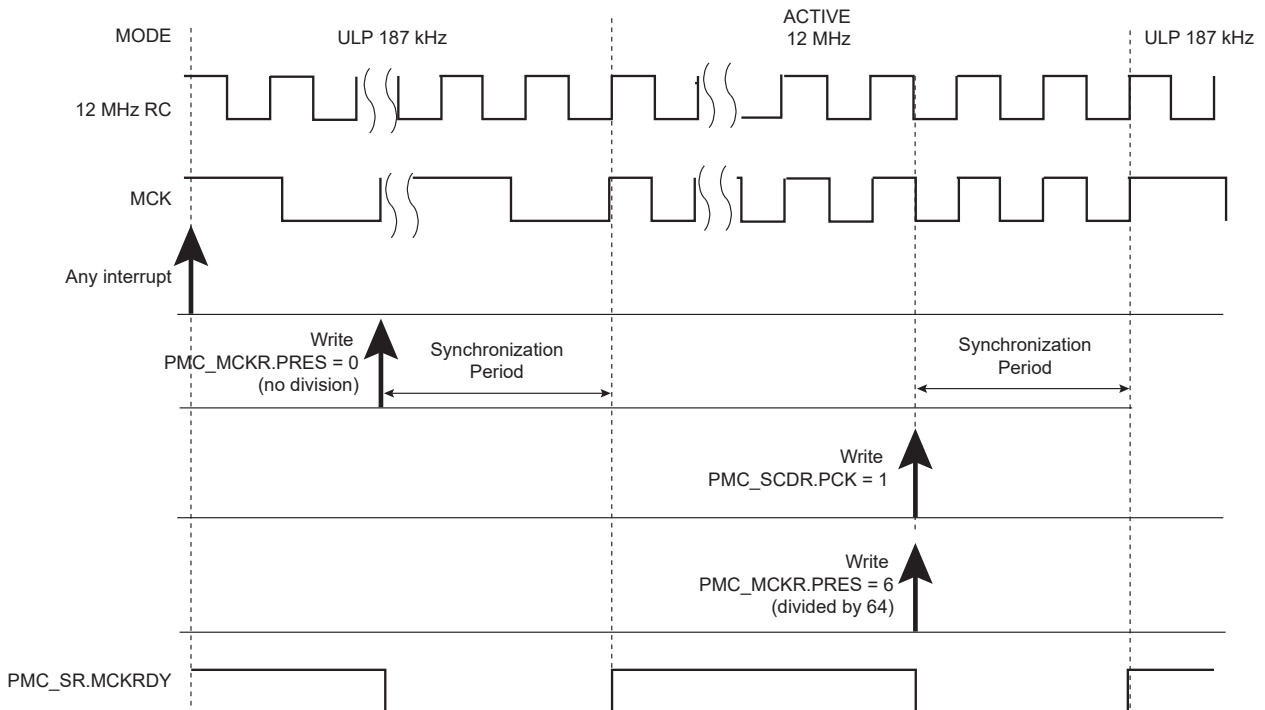 MODE
ULP 187 kHz
ACTIVE
12 MHz
ULP 187 kHz
12 MHz RC
MCK
Any interrupt
Write
PMC_MCKR.PRES = 0
(no division)
Synchronization
Period
Synchronization
Period
Write
PMC_SCDR.PCK = 1
Write
PMC_MCKR.PRES = 6
(divided by 64)
PMC_SR.MCKRDY